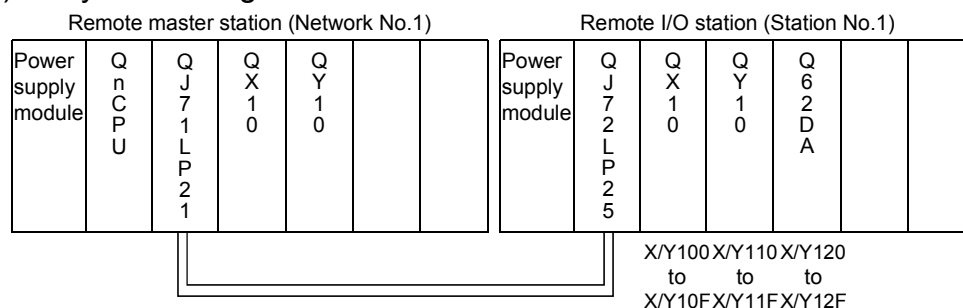 Remote master station (Network No.1)
Power supply module
QnCPU
QJ71LP21
QX10
QY10
Remote I/O station (Station No.1)
Power supply module
QJ72LP25
QX10
QY10
Q62DA
X/Y100 to X/Y10F
X/Y110 to X/Y11F
X/Y120 to X/Y12F